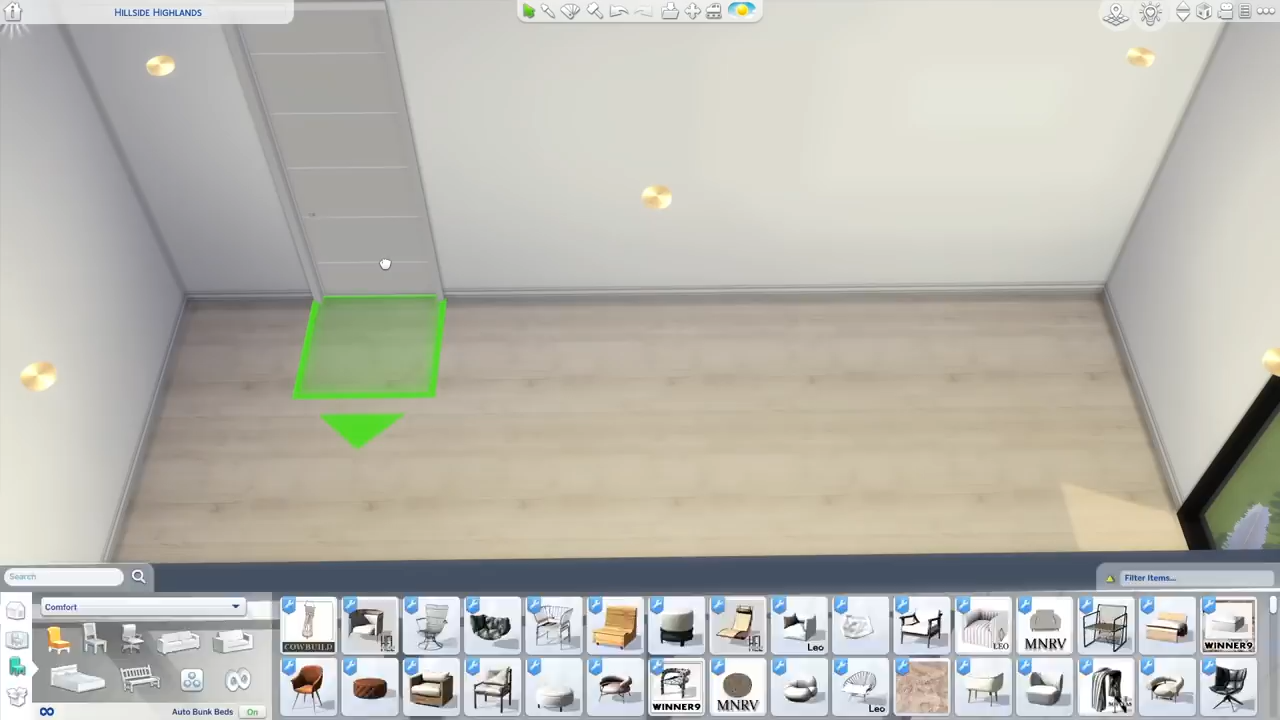 HILLSIDE HIGHLANDS
Search
Filter Items...
Comfort
COWBUILD
Leo
LEO
MNRV
WINNER9
WINNER9
MNRV
Leo
Auto Bunk Beds On